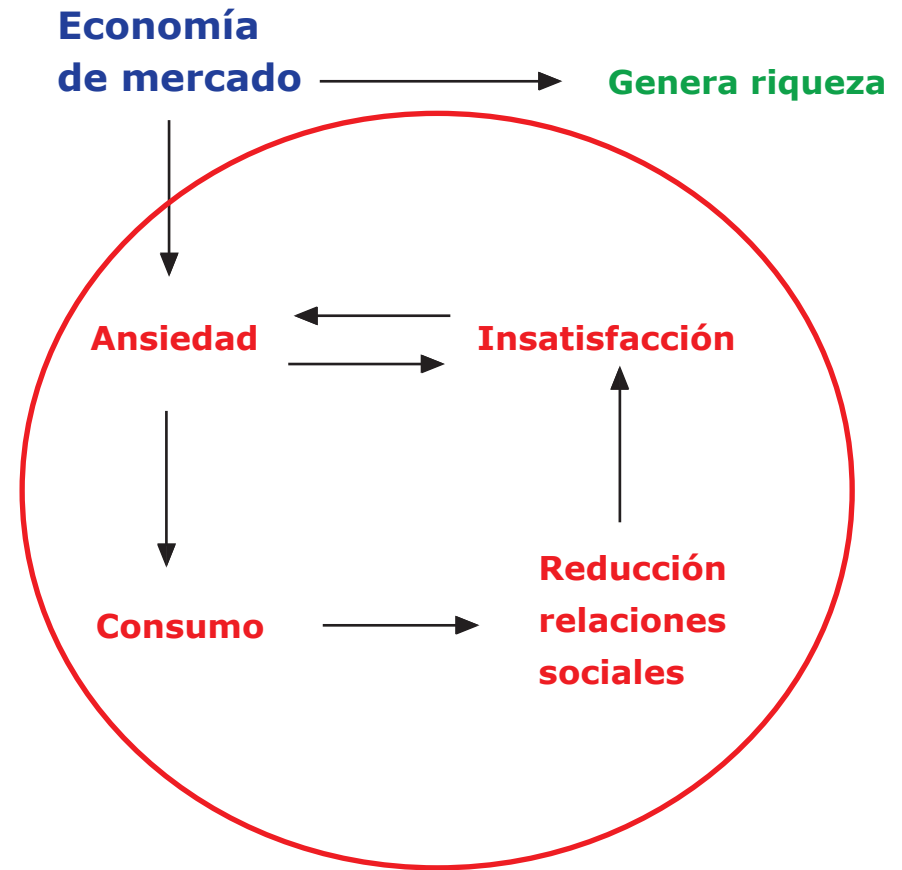 Economía
de mercado
Genera riqueza
Ansiedad
Insatisfacción
Consumo
Reducción
relaciones
sociales